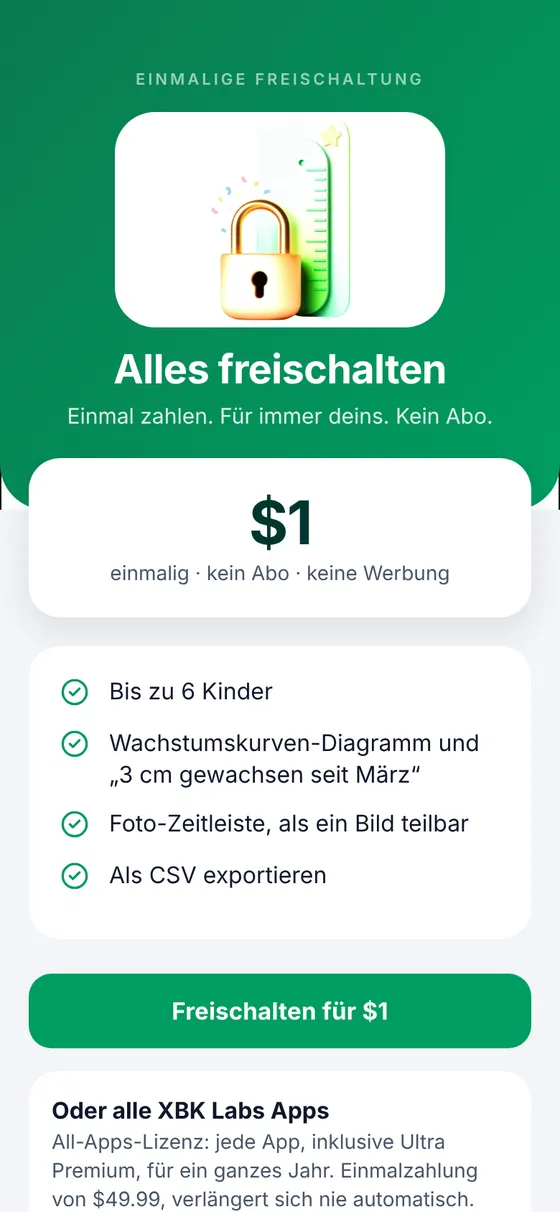 EINMALIGE FREISCHALTUNG
Alles freischalten
Einmal zahlen. Für immer deins. Kein Abo.
$1
einmalig · kein Abo · keine Werbung
Bis zu 6 Kinder
Wachstumskurven-Diagramm und
„3 cm gewachsen seit März“
Foto-Zeitleiste, als ein Bild teilbar
Als CSV exportieren
Freischalten für $1
Oder alle XBK Labs Apps
All-Apps-Lizenz: jede App, inklusive Ultra
Premium, für ein ganzes Jahr. Einmalzahlung
von $49.99, verlängert sich nie automatisch.